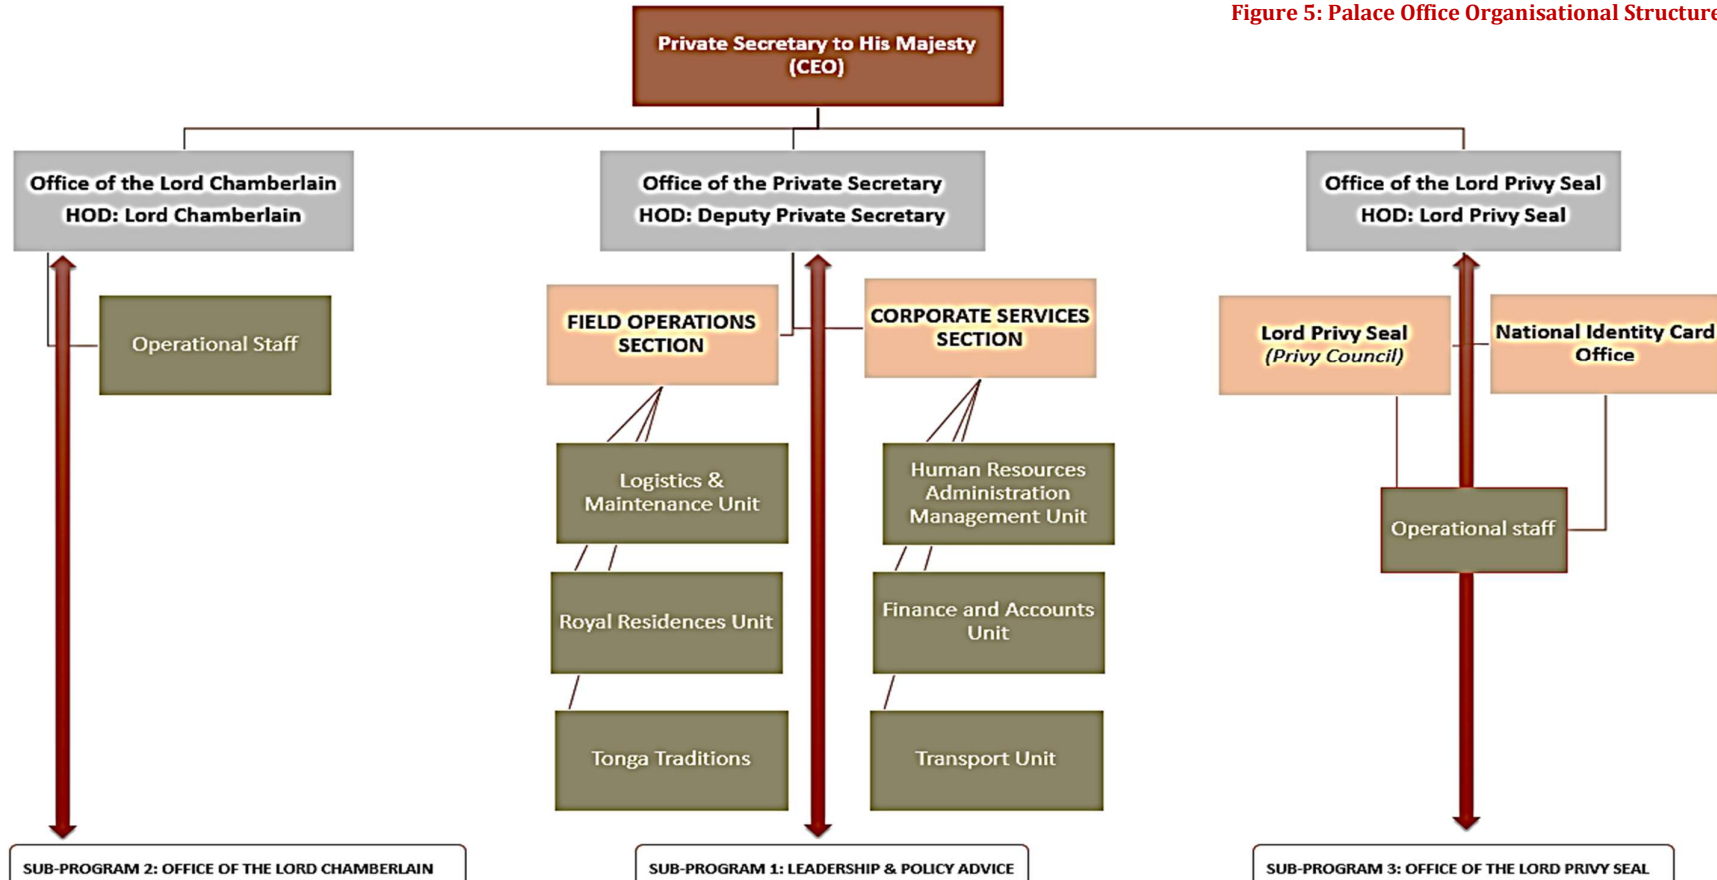 Figure 5: Palace Office Organisational Structure
Private Secretary to His Majesty
(CEO)
Office of the Lord Chamberlain
HOD: Lord Chamberlain
Office of the Private Secretary
HOD: Deputy Private Secretary
Office of the Lord Privy Seal
HOD: Lord Privy Seal
Operational Staff
FIELD OPERATIONS
SECTION
CORPORATE SERVICES
SECTION
Lord Privy Seal
(Privy Council)
National Identity Card
Office
Logistics &
Maintenance Unit
Human Resources
Administration
Management Unit
Operational staff
Royal Residences Unit
Finance and Accounts
Unit
Tonga Traditions
Transport Unit
SUB-PROGRAM 2: OFFICE OF THE LORD CHAMBERLAIN
SUB-PROGRAM 1: LEADERSHIP & POLICY ADVICE
SUB-PROGRAM 3: OFFICE OF THE LORD PRIVY SEAL